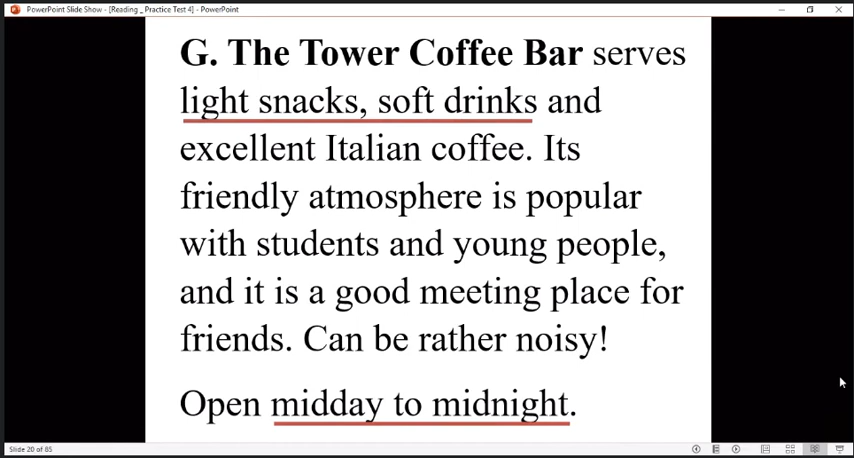 PowerPoint Slide Show - [Reading _ Practice Test 4] - PowerPoint
G. The Tower Coffee Bar serves
light snacks, soft drinks and
excellent Italian coffee. Its
friendly atmosphere is popular
with students and young people,
and it is a good meeting place for
friends. Can be rather noisy!
Open midday to midnight.
Slide 20 of 85